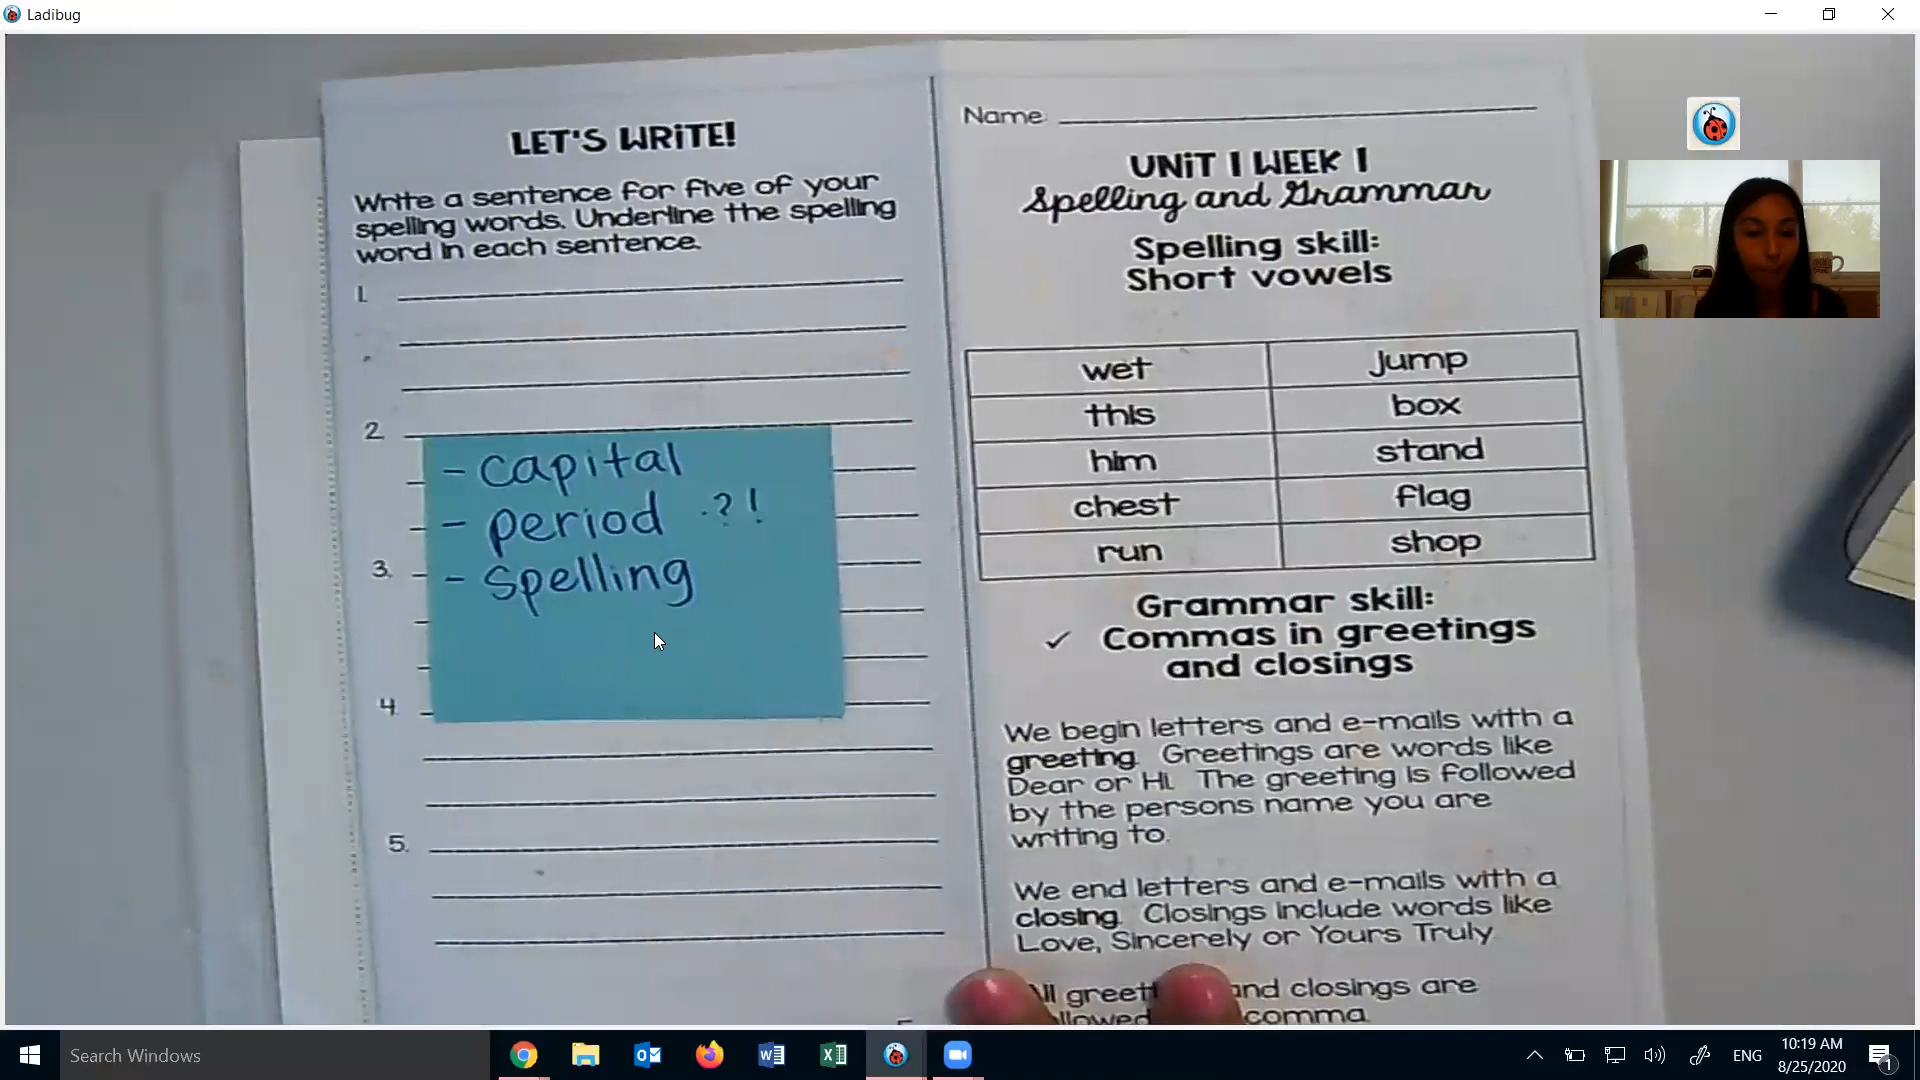 Ladibug
LET'S WRITE!
Write a sentence for five of your
spelling words. Underline the spelling
word in each sentence.
1.
2.
3.
4.
5.
- capital
- period .?!
- spelling
Name:
UNIT 1 WEEK 1
Spelling and Grammar
Spelling skill:
Short vowels
wet jump
this box
him stand
chest flag
run shop
Grammar skill:
✓ Commas in greetings
and closings
We begin letters and e-mails with a
greeting. Greetings are words like
Dear or Hi. The greeting is followed
by the persons name you are
writing to.
We end letters and e-mails with a
closing. Closings include words like
Love, Sincerely or Yours Truly.
and closings are
comma.
Search Windows
ENG
10:19 AM
8/25/2020
1